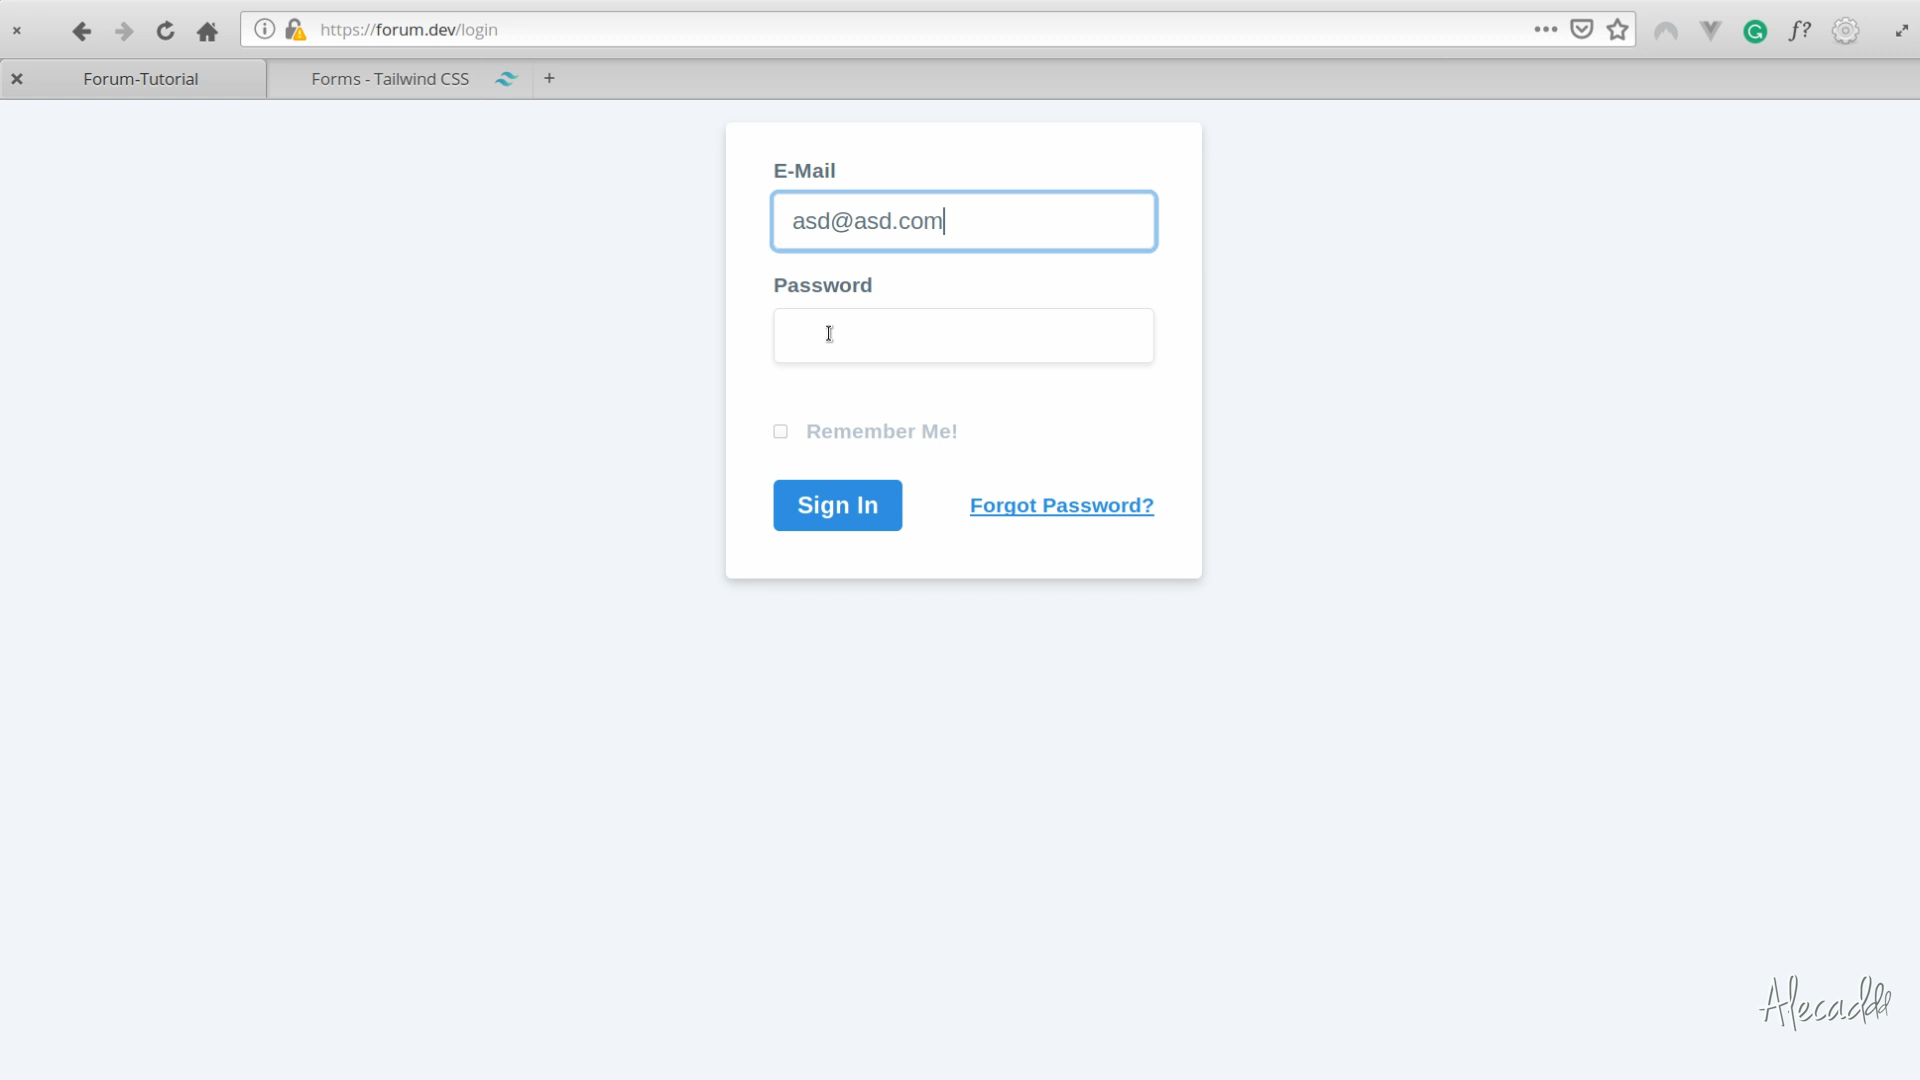 https://forum.dev/login
f?
Forum-Tutorial
Forms - Tailwind CSS
E-Mail
asd@asd.com
Password
Remember Me!
Sign In
Forgot Password?
Alecaddd